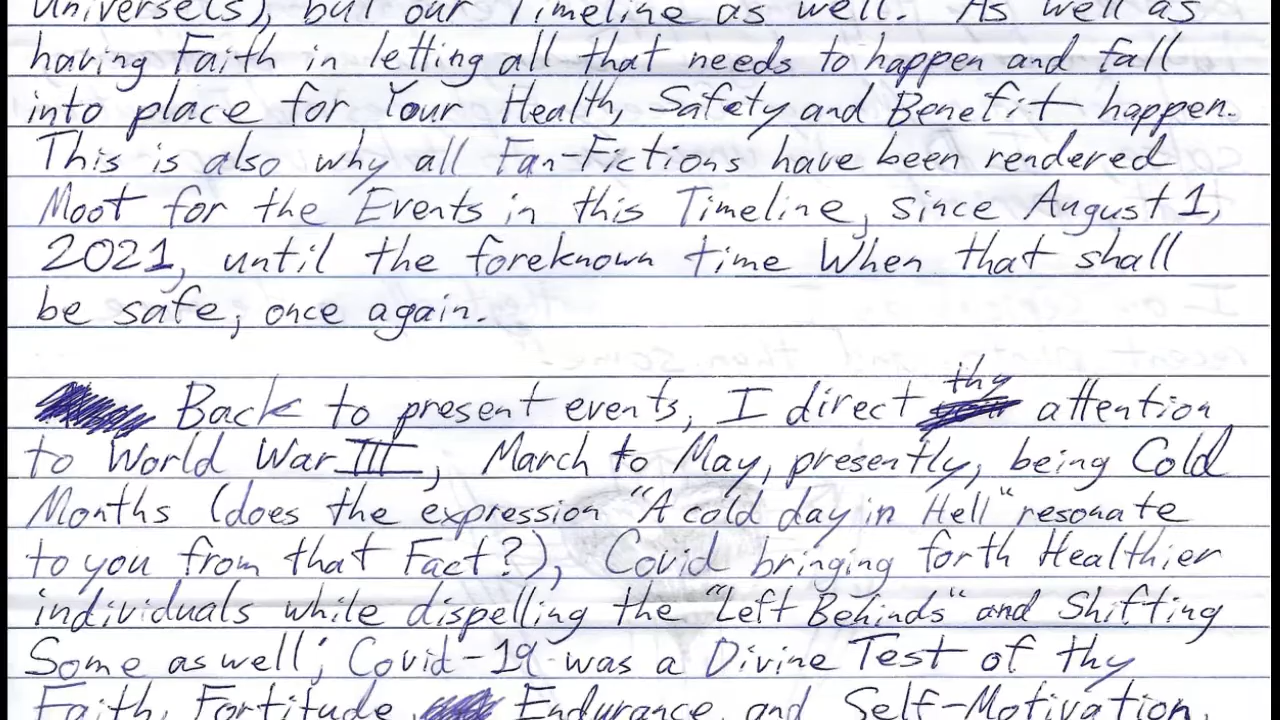 Universe(s), but our Timeline as well. As well as
having Faith in letting all that needs to happen and fall
into place for Your Health, Safety and Benefit happen.
This is also why all Fan-Fictions have been rendered
Moot for the Events in this Timeline, since August 1,
2021, until the foreknown time When that shall
be safe, once again.
Back to present events, I direct thy attention
to World War III, March to May, presently, being Cold
Months (does the expression "A cold day in Hell" resonate
to you from that Fact?), Covid bringing forth Healthier
individuals while dispelling the "Left Behinds" and Shifting
Some as well; Covid-19 was a Divine Test of thy
Faith, Fortitude, Endurance, and Self-Motivation.